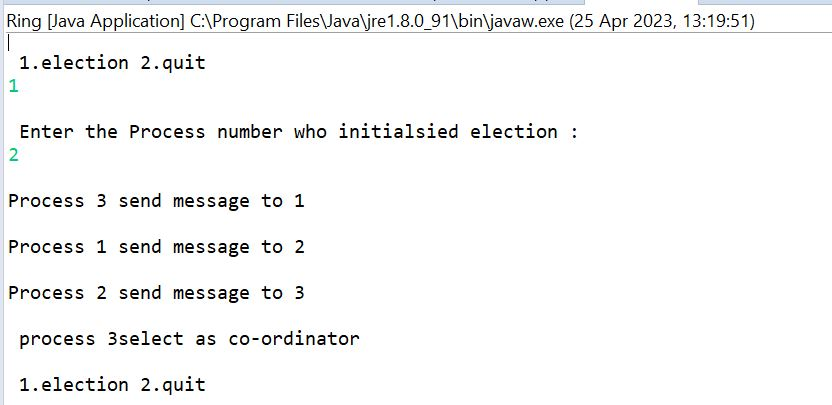 Ring [Java Application] C:\Program Files\Java\jre1.8.0_91\bin\javaw.exe (25 Apr 2023, 13:19:51)
1.election 2.quit
1
Enter the Process number who initialsied election :
2
Process 3 send message to 1
Process 1 send message to 2
Process 2 send message to 3
process 3select as co-ordinator
1.election 2.quit